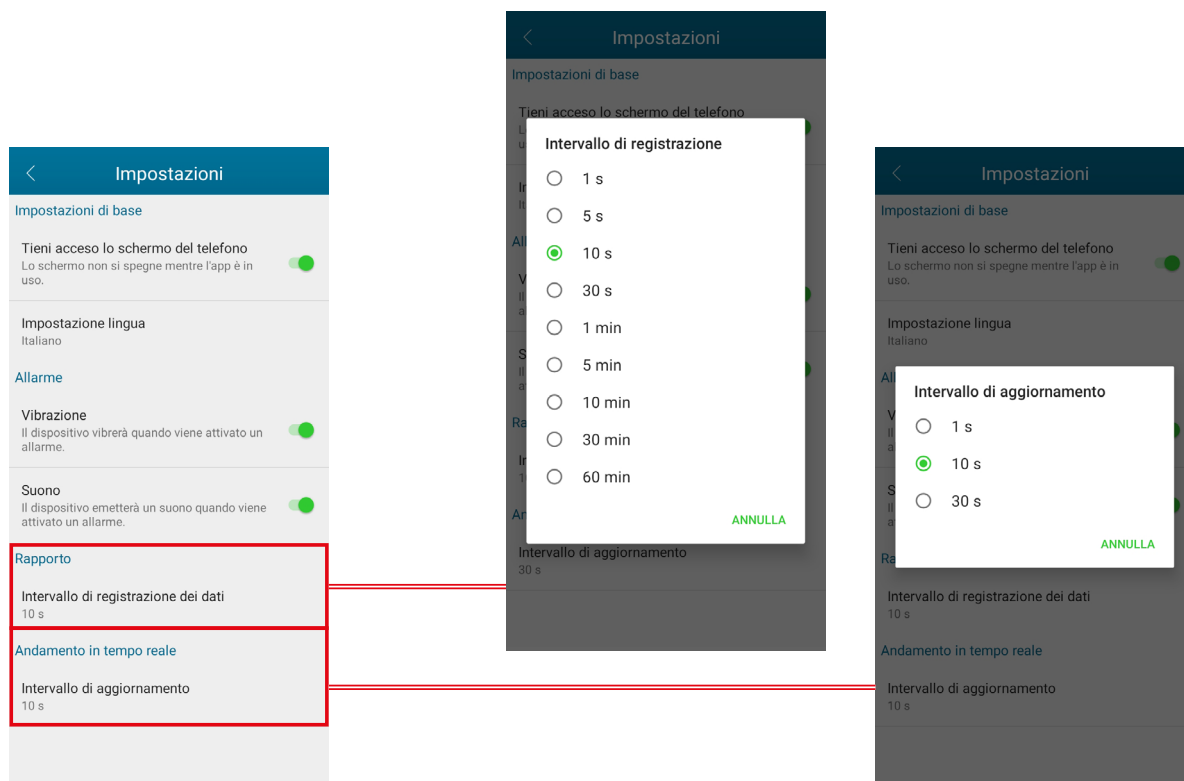 Impostazioni
Impostazioni di base
Tieni acceso lo schermo del telefono
Lo schermo non si spegne mentre l'app è in
uso.
Impostazione lingua
Italiano
Allarme
Vibrazione
Il dispositivo vibrerà quando viene attivato un
allarme.
Suono
Il dispositivo emetterà un suono quando viene
attivato un allarme.
Rapporto
Intervallo di registrazione dei dati
10 s
Andamento in tempo reale
Intervallo di aggiornamento
10 s
Impostazioni
Impostazioni di base
Tieni acceso lo schermo del telefono
Intervallo di registrazione
1 s
5 s
10 s
30 s
1 min
5 min
10 min
30 min
60 min
ANNULLA
Intervallo di aggiornamento
30 s
Impostazioni
Impostazioni di base
Tieni acceso lo schermo del telefono
Lo schermo non si spegne mentre l'app è in
uso.
Impostazione lingua
Italiano
Intervallo di aggiornamento
1 s
10 s
30 s
ANNULLA
Intervallo di registrazione dei dati
10 s
Andamento in tempo reale
Intervallo di aggiornamento
10 s